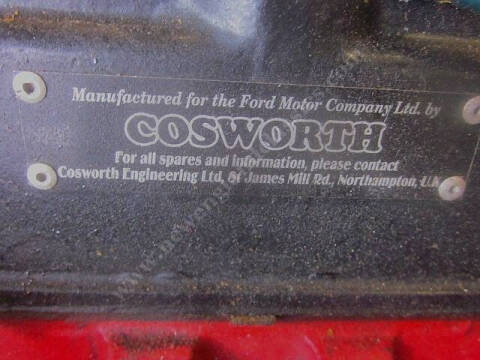 Manufactured for the Ford Motor Company Ltd. by
COSWORTH
For all spares and information, please contact
Cosworth Engineering Ltd, St James Mill Rd., Northampton, U.K